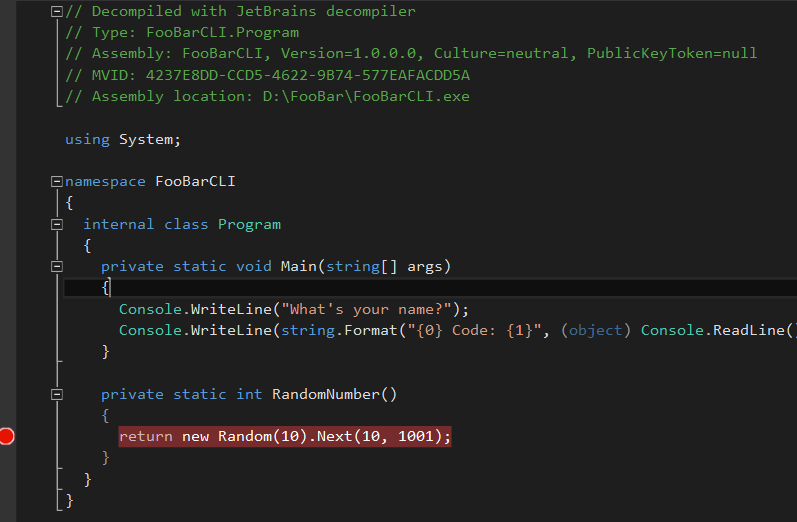 // Decompiled with JetBrains decompiler
// Type: FooBarCLI.Program
// Assembly: FooBarCLI, Version=1.0.0.0, Culture=neutral, PublicKeyToken=null
// MVID: 4237E8DD-CCD5-4622-9B74-577EAFACDD5A
// Assembly location: D:\FooBar\FooBarCLI.exe
using System;
namespace FooBarCLI
{
internal class Program
{
private static void Main(string[] args)
{
Console.WriteLine("What's your name?");
Console.WriteLine(string.Format("{0} Code: {1}", (object) Console.ReadLine()
}
private static int RandomNumber()
{
return new Random(10).Next(10, 1001);
}
}
}